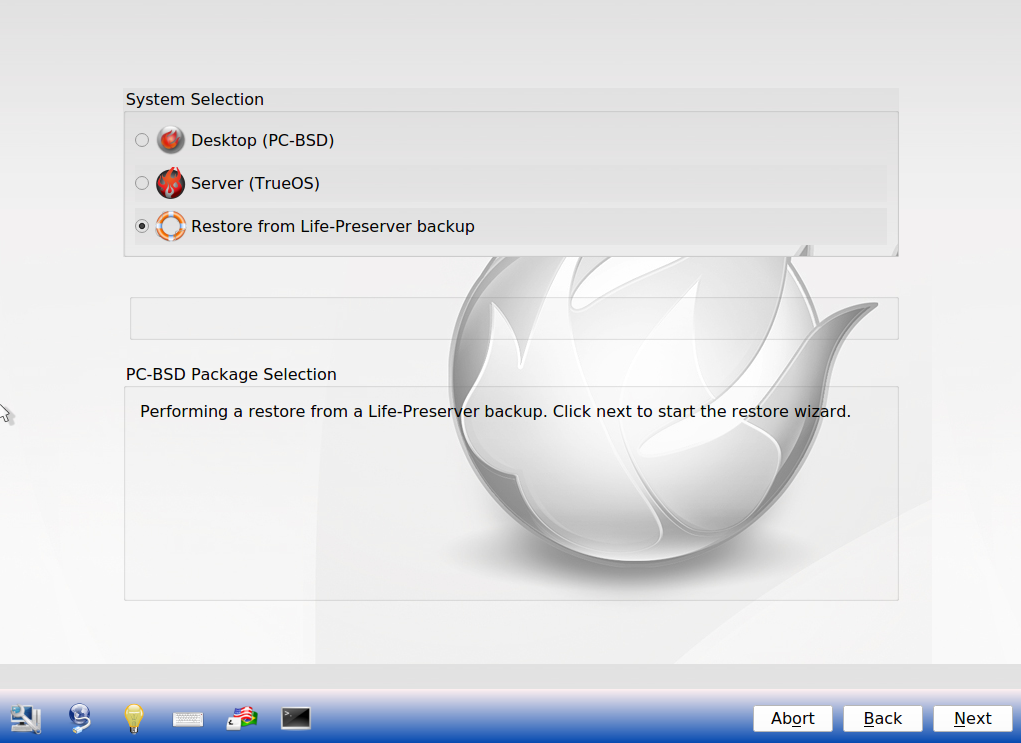 System Selection
Desktop (PC-BSD)
Server (TrueOS)
Restore from Life-Preserver backup
PC-BSD Package Selection
Performing a restore from a Life-Preserver backup. Click next to start the restore wizard.
Abort
Back
Next